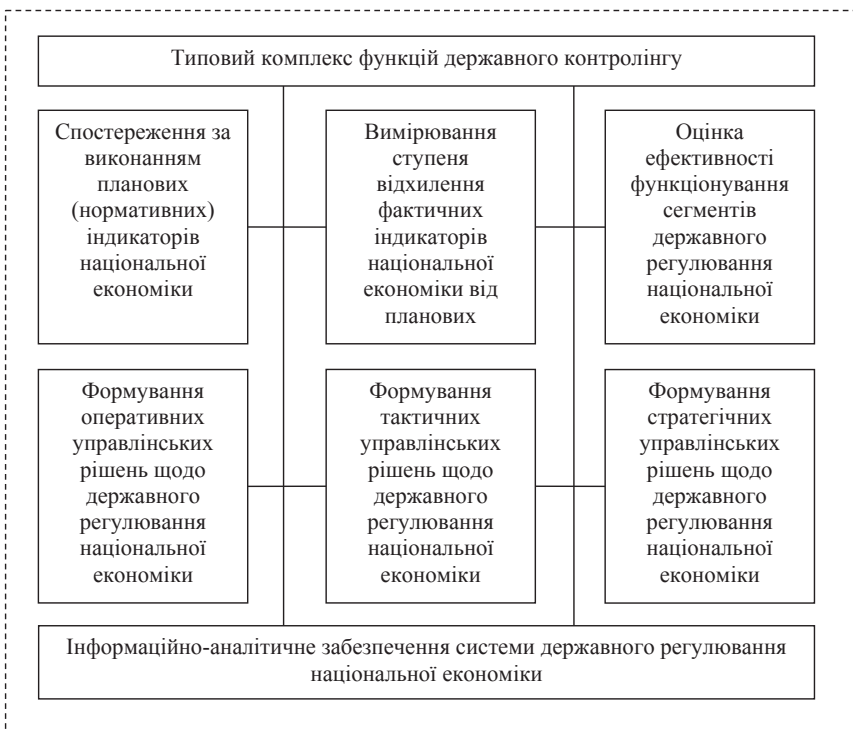 Типовий комплекс функцій державного контролінгу
Спостереження за
виконанням
планових
(нормативних)
індикаторів
національної
економіки
Вимірювання
ступеня
відхилення
фактичних
індикаторів
національної
економіки від
планових
Оцінка
ефективності
функціонування
сегментів
державного
регулювання
національної
економіки
Формування
оперативних
управлінських
рішень щодо
державного
регулювання
національної
економіки
Формування
тактичних
управлінських
рішень щодо
державного
регулювання
національної
економіки
Формування
стратегічних
управлінських
рішень щодо
державного
регулювання
національної
економіки
Інформаційно-аналітичне забезпечення системи державного регулювання
національної економіки